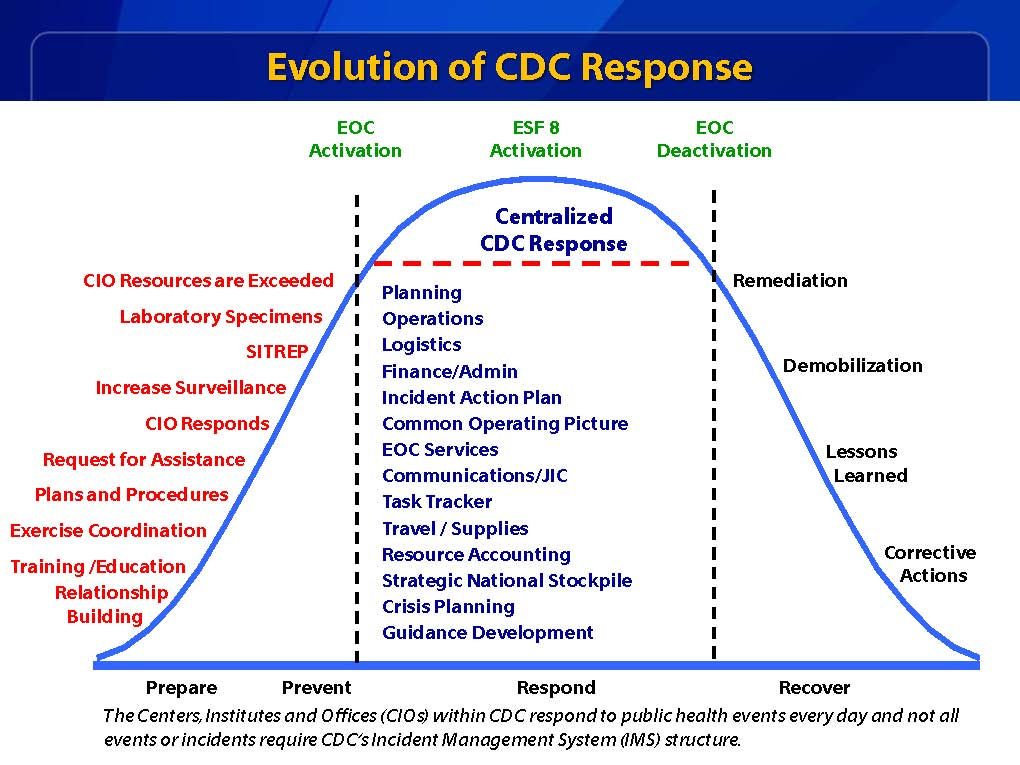 Evolution of CDC Response
EOC
Activation
ESF 8
Activation
EOC
Deactivation
Centralized
CDC Response
CIO Resources are Exceeded
Laboratory Specimens
SITREP
Increase Surveillance
CIO Responds
Request for Assistance
Plans and Procedures
Exercise Coordination
Training /Education
Relationship
Building
Planning
Operations
Logistics
Finance/Admin
Incident Action Plan
Common Operating Picture
EOC Services
Communications/JIC
Task Tracker
Travel / Supplies
Resource Accounting
Strategic National Stockpile
Crisis Planning
Guidance Development
Remediation
Demobilization
Lessons
Learned
Corrective
Actions
Prepare
Prevent
Respond
Recover
The Centers, Institutes and Offices (CIOs) within CDC respond to public health events every day and not all
events or incidents require CDC's Incident Management System (IMS) structure.